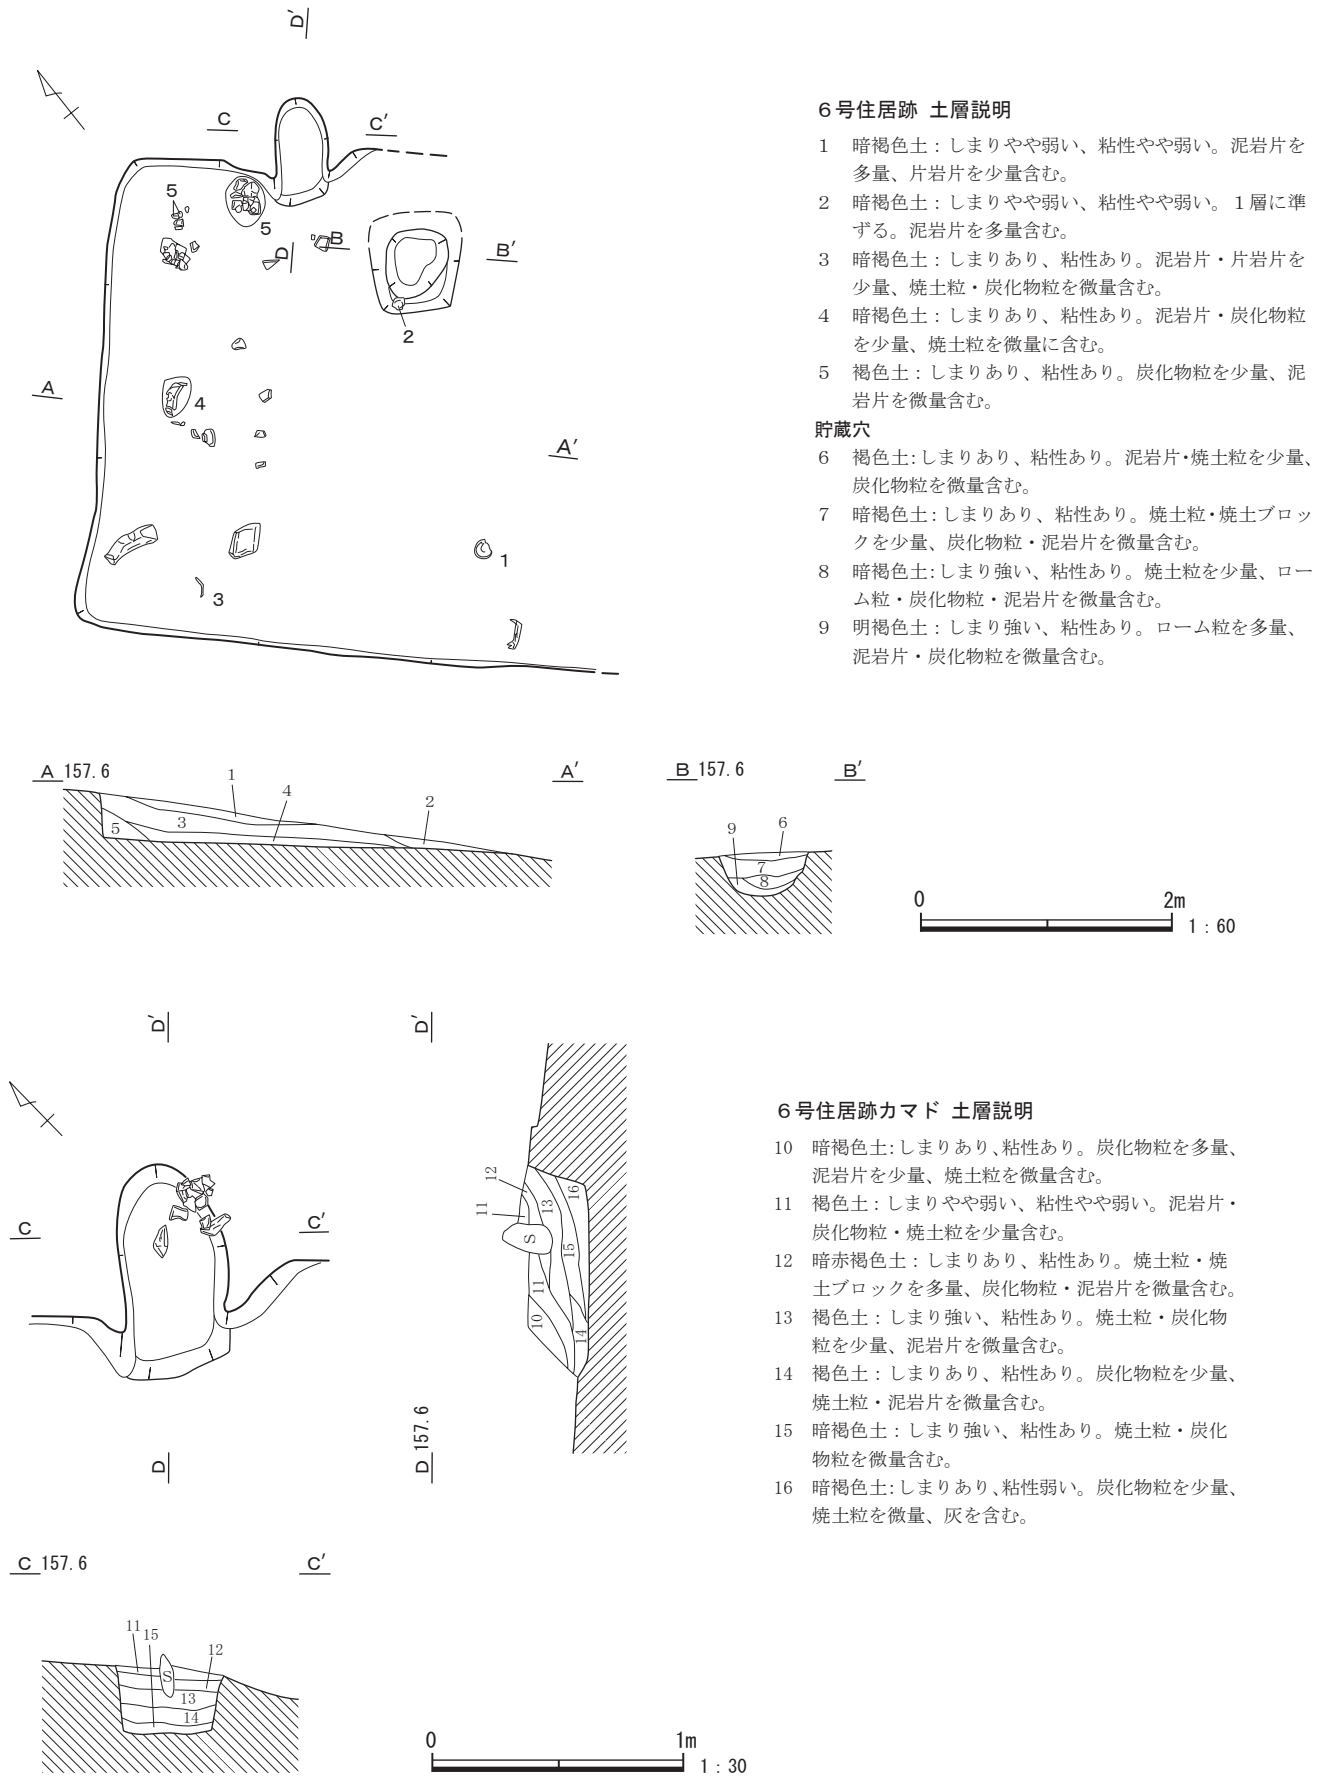 D′
C
C′
5
5
D
B
B′
2
A
4
A′
1
3
６号住居跡 土層説明
1 暗褐色土：しまりやや弱い、粘性やや弱い。泥岩片を
多量、片岩片を少量含む。
2 暗褐色土：しまりやや弱い、粘性やや弱い。１層に準
ずる。泥岩片を多量含む。
3 暗褐色土：しまりあり、粘性あり。泥岩片・片岩片を
少量、焼土粒・炭化物粒を微量含む。
4 暗褐色土：しまりあり、粘性あり。泥岩片・炭化物粒
を少量、焼土粒を微量に含む。
5 褐色土：しまりあり、粘性あり。炭化物粒を少量、泥
岩片を微量含む。
貯蔵穴
6 褐色土：しまりあり、粘性あり。泥岩片・焼土粒を少量、
炭化物粒を微量含む。
7 暗褐色土：しまりあり、粘性あり。焼土粒・焼土ブロッ
クを少量、炭化物粒・泥岩片を微量含む。
8 暗褐色土：しまり強い、粘性あり。焼土粒を少量、ロー
ム粒・炭化物粒・泥岩片を微量含む。
9 明褐色土：しまり強い、粘性あり。ローム粒を多量、
泥岩片・炭化物粒を微量含む。
A 157.6
A′
1
4
2
3
5
B 157.6
B′
9
6
7
8
0
2m
1：60
D′
D′
C
C′
D
D 157.6
12
11
13
16
S
15
11
10
14
６号住居跡カマド 土層説明
10 暗褐色土：しまりあり、粘性あり。炭化物粒を多量、
泥岩片を少量、焼土粒を微量含む。
11 褐色土：しまりやや弱い、粘性やや弱い。泥岩片・
炭化物粒・焼土粒を少量含む。
12 暗赤褐色土：しまりあり、粘性あり。焼土粒・焼
土ブロックを多量、炭化物粒・泥岩片を微量含む。
13 褐色土：しまり強い、粘性あり。焼土粒・炭化物
粒を少量、泥岩片を微量含む。
14 褐色土：しまりあり、粘性あり。炭化物粒を少量、
焼土粒・泥岩片を微量含む。
15 暗褐色土：しまり強い、粘性あり。焼土粒・炭化
物粒を微量含む。
16 暗褐色土：しまりあり、粘性弱い。炭化物粒を少量、
焼土粒を微量、灰を含む。
C 157.6
C′
11
15
12
S
13
14
0
1m
1：30